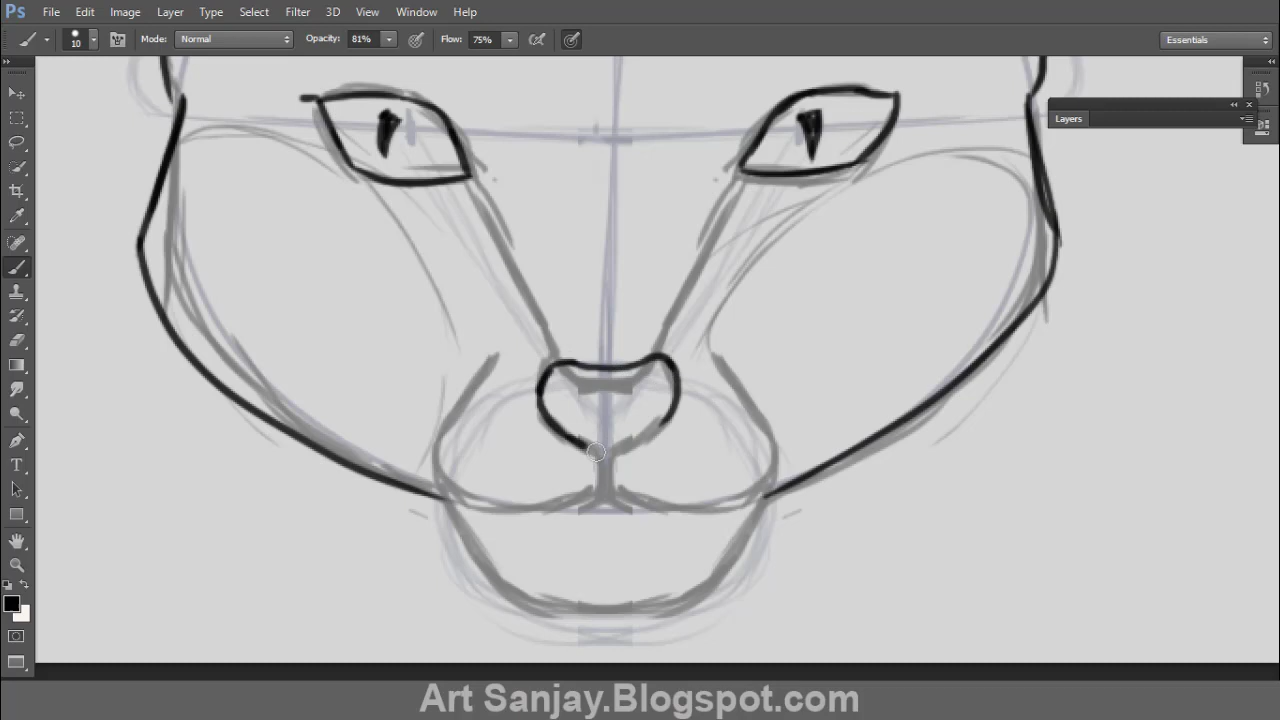 Ps File Edit Image Layer Type Select Filter 3D View Window Help
10 Mode: Normal Opacity: 81% Flow: 75% Essentials
Layers
T
Art Sanjay.Blogspot.com